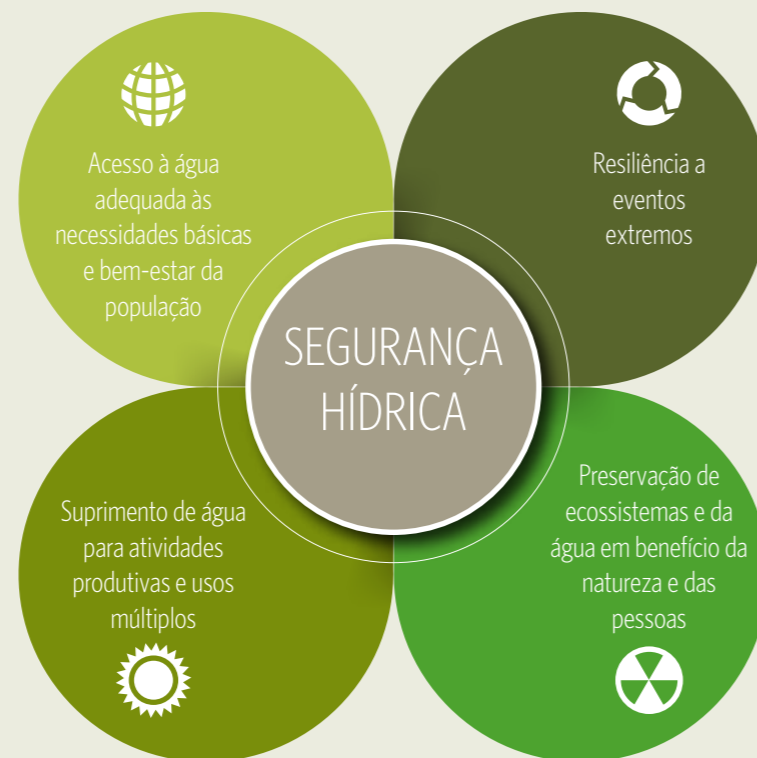 Acesso à água
adequada às
necessidades básicas
e bem-estar da
população
Resiliência a
eventos
extremos
SEGURANÇA
HÍDRICA
Suprimento de água
para atividades
produtivas e usos
múltiplos
Preservação de
ecossistemas e da
água em benefício da
natureza e das
pessoas